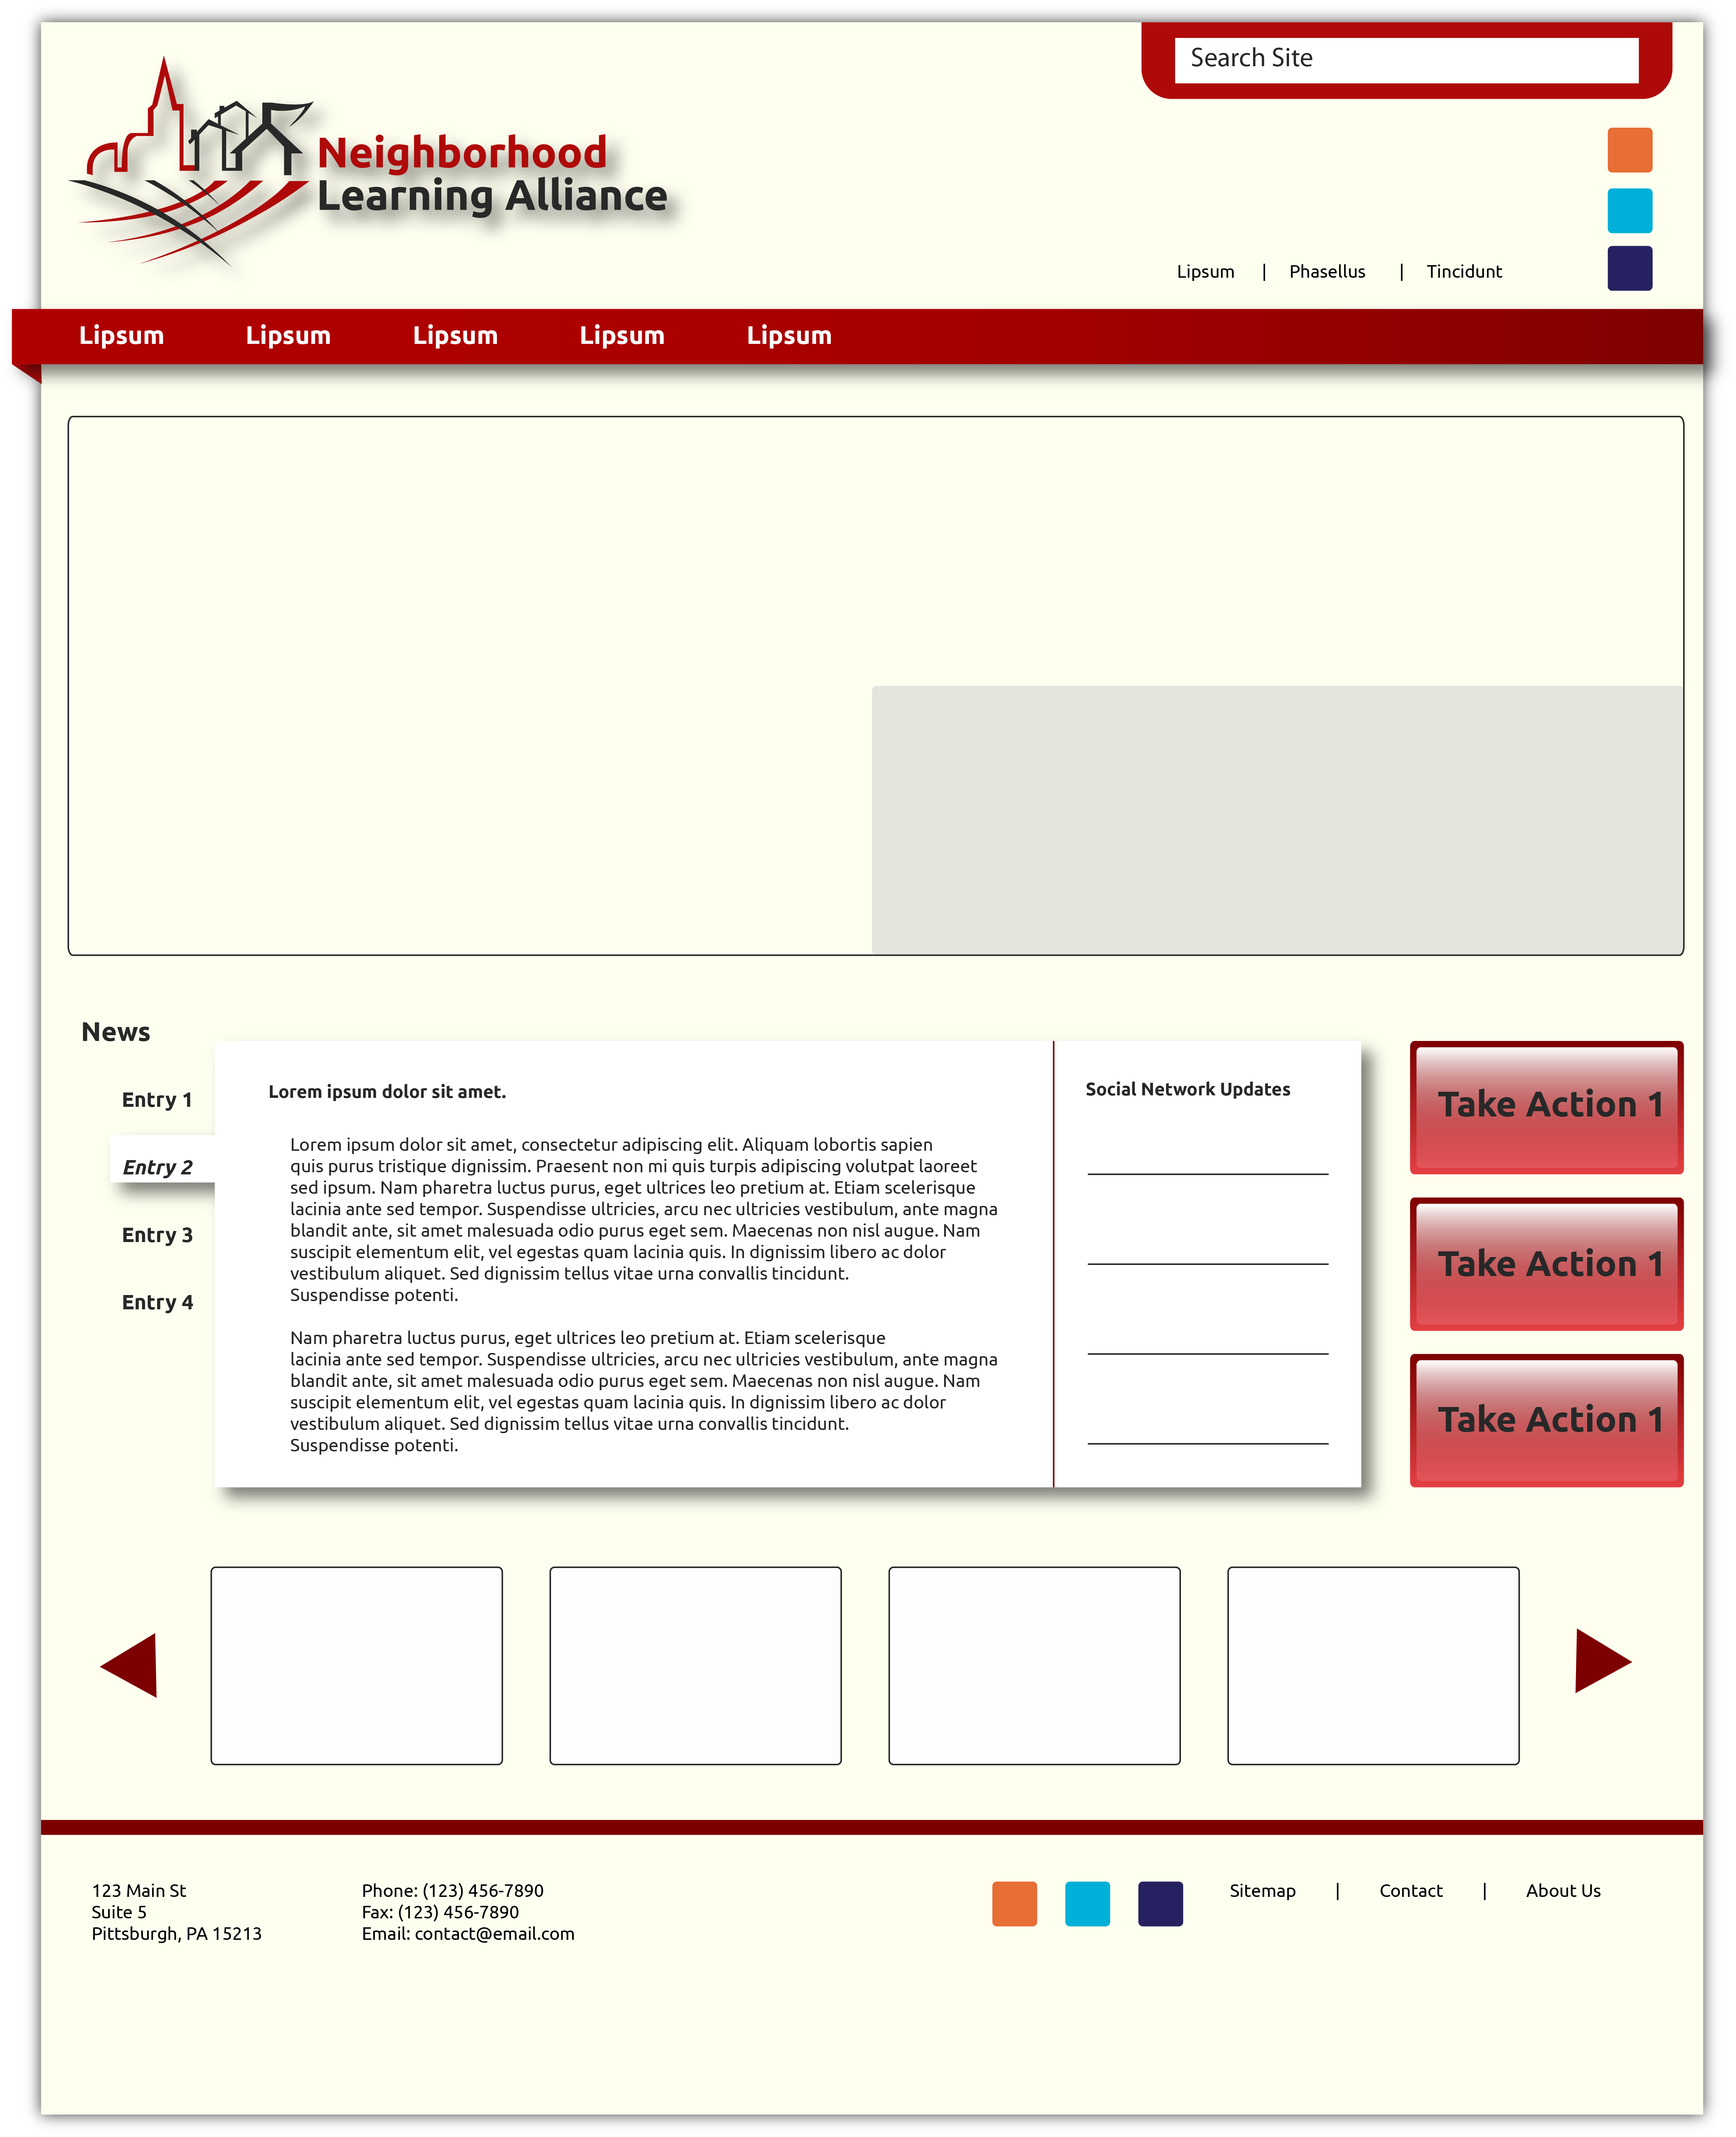 Search Site
Neighborhood
Learning Alliance
Lipsum | Phasellus | Tincidunt
Lipsum Lipsum Lipsum Lipsum Lipsum
News
Entry 1
Entry 2
Entry 3
Entry 4
Lorem ipsum dolor sit amet.
Lorem ipsum dolor sit amet, consectetur adipiscing elit. Aliquam lobortis sapien
quis purus tristique dignissim. Praesent non mi quis turpis adipiscing volutpat laoreet
sed ipsum. Nam pharetra luctus purus, eget ultrices leo pretium at. Etiam scelerisque
lacinia ante sed tempor. Suspendisse ultricies, arcu nec ultricies vestibulum, ante magna
blandit ante, sit amet malesuada odio purus eget sem. Maecenas non nisl augue. Nam
suscipit elementum elit, vel egestas quam lacinia quis. In dignissim libero ac dolor
vestibulum aliquet. Sed dignissim tellus vitae urna convallis tincidunt.
Suspendisse potenti.
Nam pharetra luctus purus, eget ultrices leo pretium at. Etiam scelerisque
lacinia ante sed tempor. Suspendisse ultricies, arcu nec ultricies vestibulum, ante magna
blandit ante, sit amet malesuada odio purus eget sem. Maecenas non nisl augue. Nam
suscipit elementum elit, vel egestas quam lacinia quis. In dignissim libero ac dolor
vestibulum aliquet. Sed dignissim tellus vitae urna convallis tincidunt.
Suspendisse potenti.
Social Network Updates
Take Action 1
Take Action 1
Take Action 1
123 Main St
Suite 5
Pittsburgh, PA 15213
Phone: (123) 456-7890
Fax: (123) 456-7890
Email: contact@email.com
Sitemap | Contact | About Us